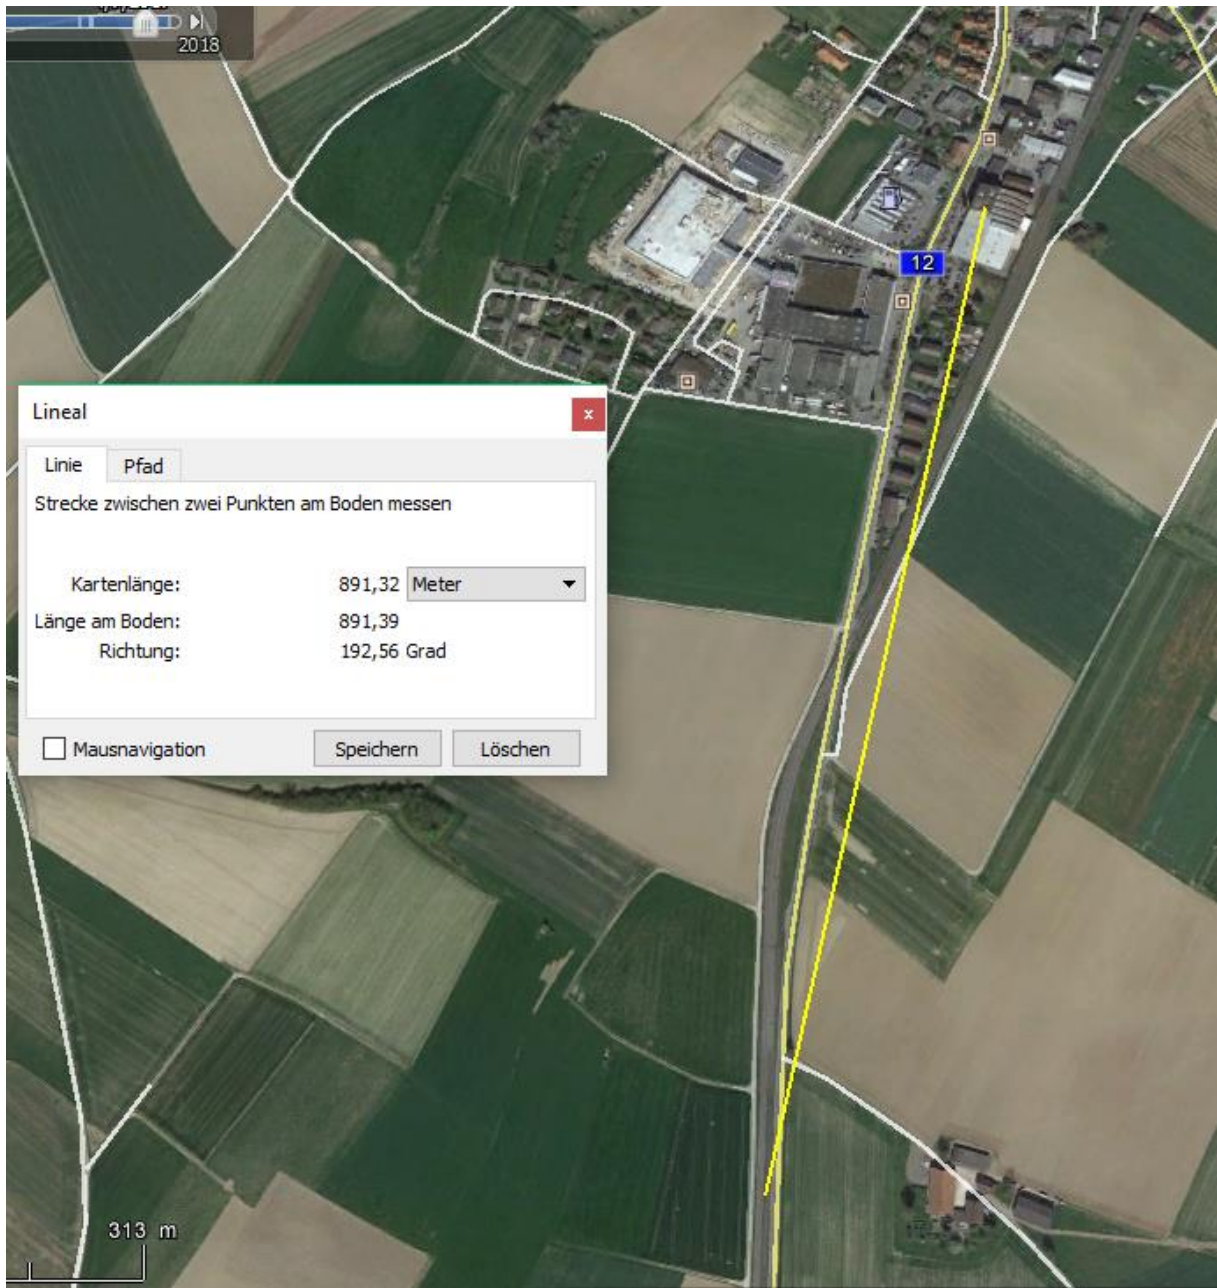 2018
12
Lineal
x
Linie Pfad
Strecke zwischen zwei Punkten am Boden messen
Kartenlänge: 891,32 Meter
Länge am Boden: 891,39
Richtung: 192,56 Grad
Mausnavigation Speichern Löschen
313 m